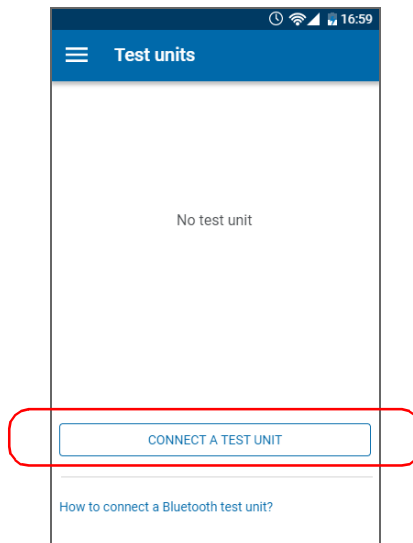 16:59
Test units
No test unit
CONNECT A TEST UNIT
How to connect a Bluetooth test unit?